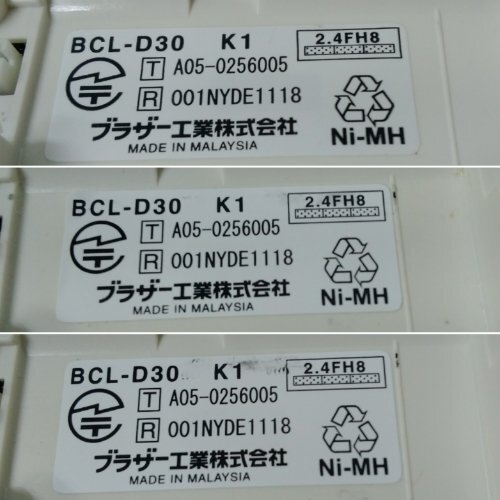 BCL-D30 K1 2.4FH8
T A05-0256005
R 001NYDE1118
ブラザー工業株式会社
MADE IN MALAYSIA
Ni-MH
BCL-D30 K1 2.4FH8
T A05-0256005
R 001NYDE1118
ブラザー工業株式会社
MADE IN MALAYSIA
Ni-MH
BCL-D30 K1 2.4FH8
T A05-0256005
R 001NYDE1118
ブラザー工業株式会社
MADE IN MALAYSIA
Ni-MH